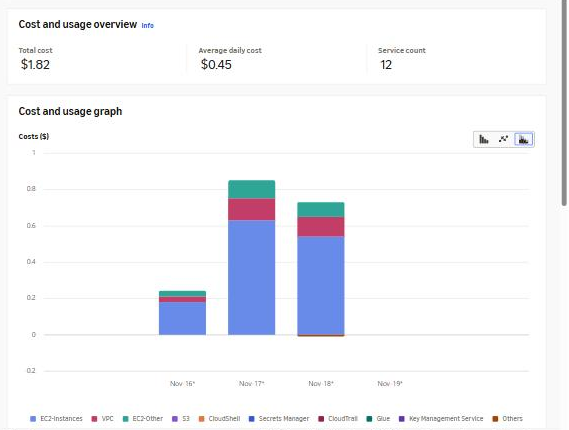 Cost and usage overview Info
Total cost Average daily cost Service count
$1.82 $0.45 12
Cost and usage graph
Costs ($)
1
0.8
0.6
0.4
0.2
0
0.2
Nov-16* Nov-17* Nov-18* Nov-19*
EC2-Instances VPC EC2-Other S3 CloudShell Secrets Manager CloudTrail Glue Key Management Service Others